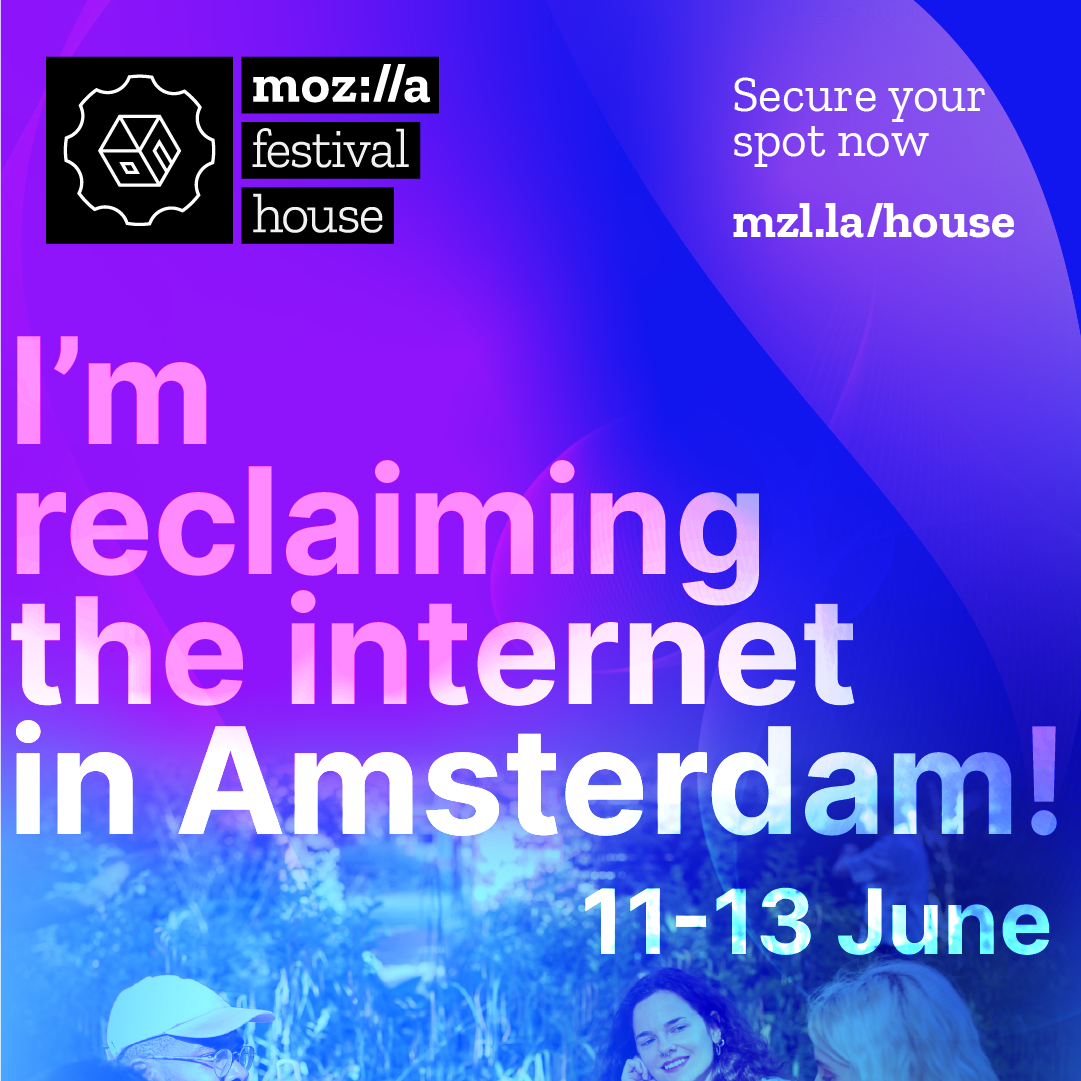 moz://a
festival
house
Secure your
spot now
mzl.la/house
I’m
reclaiming
the internet
in Amsterdam!
11-13 June